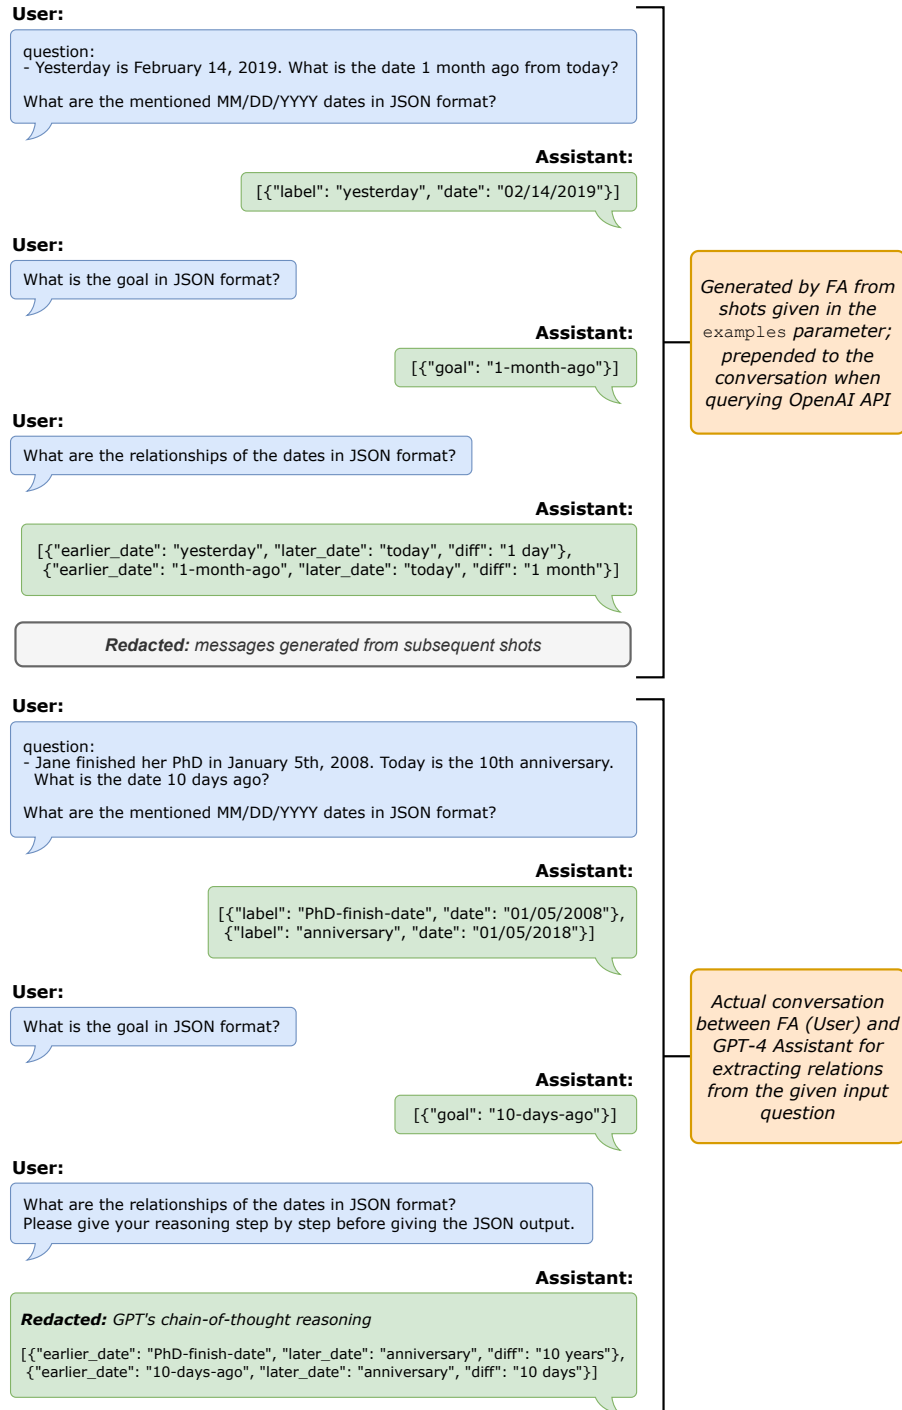 User:
question:
- Yesterday is February 14, 2019. What is the date 1 month ago from today?
What are the mentioned MM/DD/YYYY dates in JSON format?
Assistant:
[{"label": "yesterday", "date": "02/14/2019"}]
User:
What is the goal in JSON format?
Assistant:
[{"goal": "1-month-ago"}]
User:
What are the relationships of the dates in JSON format?
Assistant:
[{"earlier_date": "yesterday", "later_date": "today", "diff": "1 day"},
{"earlier_date": "1-month-ago", "later_date": "today", "diff": "1 month"}]
Redacted: messages generated from subsequent shots
Generated by FA from
shots given in the
examples parameter;
prepended to the
conversation when
querying OpenAI API
User:
question:
- Jane finished her PhD in January 5th, 2008. Today is the 10th anniversary.
What is the date 10 days ago?
What are the mentioned MM/DD/YYYY dates in JSON format?
Assistant:
[{"label": "PhD-finish-date", "date": "01/05/2008"},
{"label": "anniversary", "date": "01/05/2018"}]
User:
What is the goal in JSON format?
Assistant:
[{"goal": "10-days-ago"}]
User:
What are the relationships of the dates in JSON format?
Please give your reasoning step by step before giving the JSON output.
Assistant:
Redacted: GPT's chain-of-thought reasoning
[{"earlier_date": "PhD-finish-date", "later_date": "anniversary", "diff": "10 years"},
{"earlier_date": "10-days-ago", "later_date": "anniversary", "diff": "10 days"}]
Actual conversation
between FA (User) and
GPT-4 Assistant for
extracting relations
from the given input
question